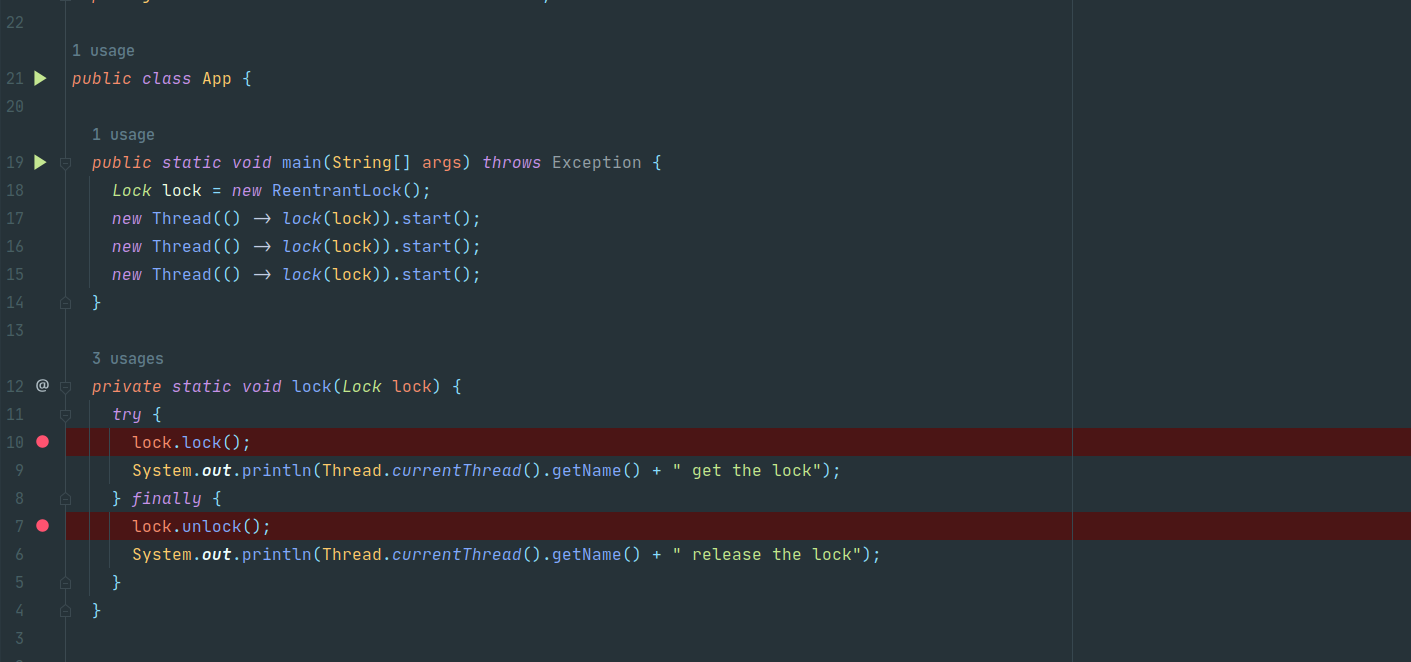 22
1 usage
21 public class App {
20
1 usage
19 public static void main(String[] args) throws Exception {
18 Lock lock = new ReentrantLock();
17 new Thread(() -> lock(lock)).start();
16 new Thread(() -> lock(lock)).start();
15 new Thread(() -> lock(lock)).start();
14 }
13
3 usages
12 @ private static void lock(Lock lock) {
11 try {
10 lock.lock();
9 System.out.println(Thread.currentThread().getName() + " get the lock");
8 } finally {
7 lock.unlock();
6 System.out.println(Thread.currentThread().getName() + " release the lock");
5 }
4 }
3